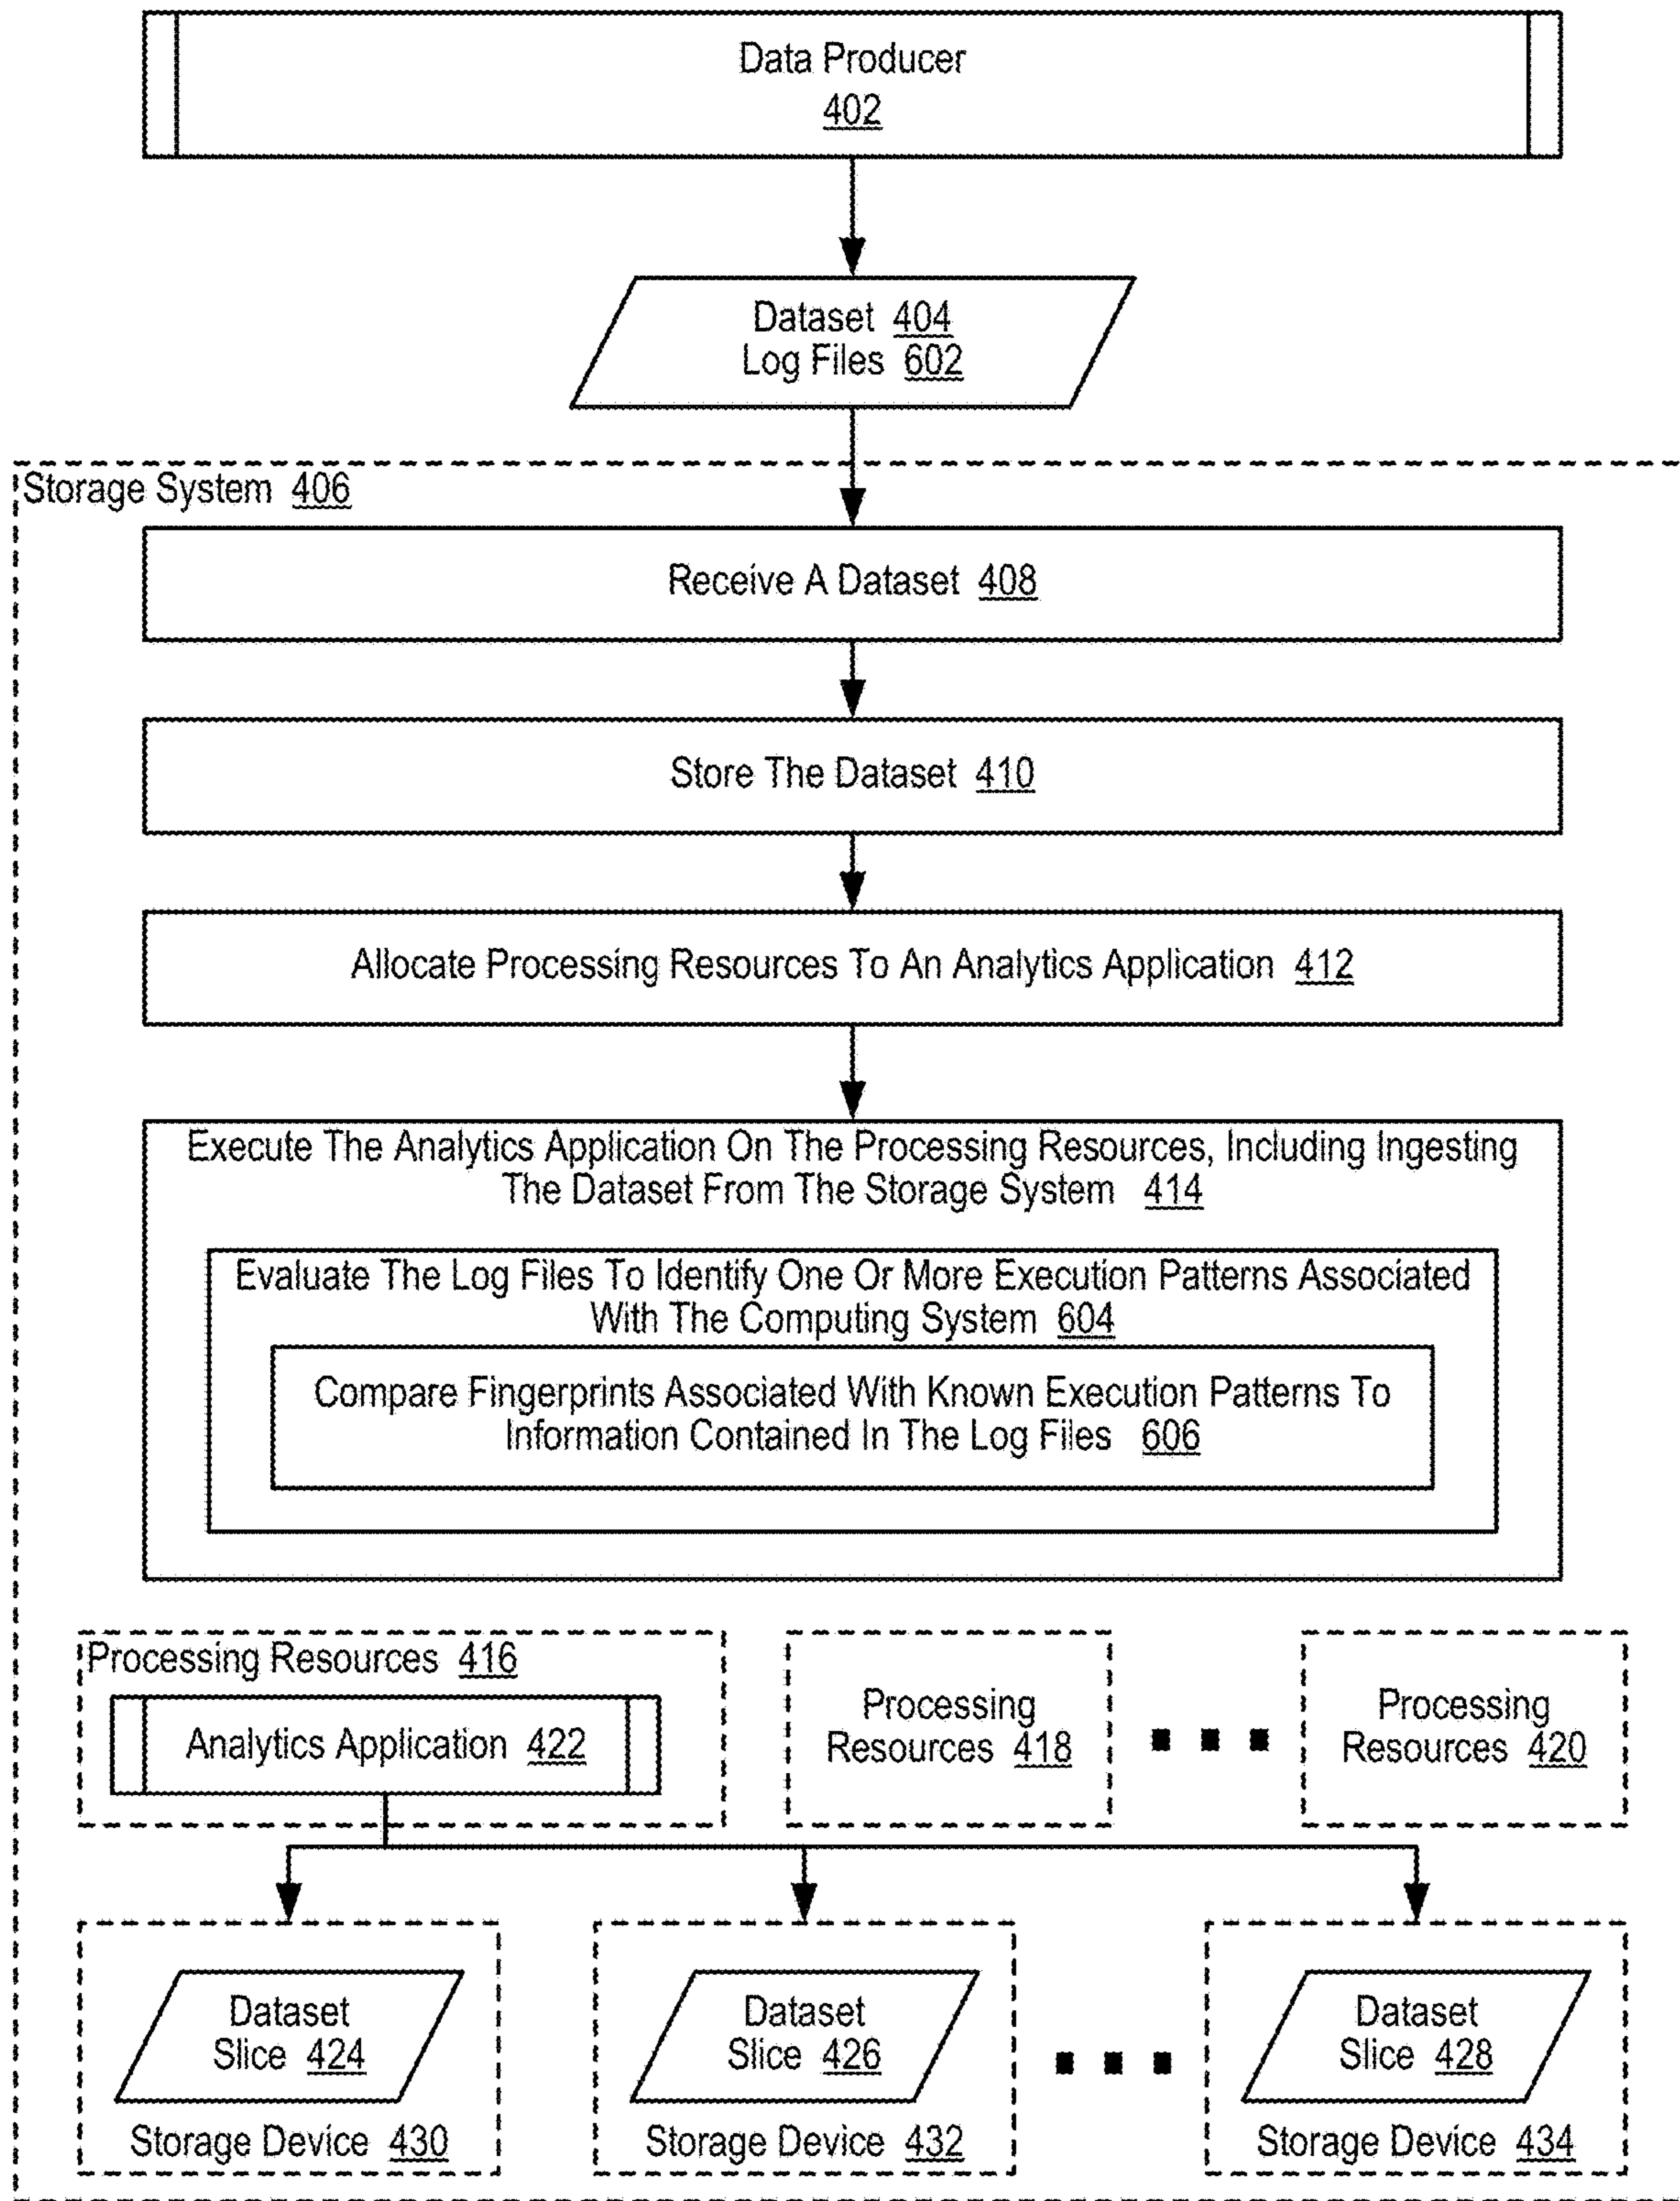 Data Producer
402
Dataset 404
Log Files 602
Storage System 406
Receive A Dataset 408
Store The Dataset 410
Allocate Processing Resources To An Analytics Application 412
Execute The Analytics Application On The Processing Resources, Including Ingesting
The Dataset From The Storage System 414
Evaluate The Log Files To Identify One Or More Execution Patterns Associated
With The Computing System 604
Compare Fingerprints Associated With Known Execution Patterns To
Information Contained In The Log Files 606
Processing Resources 416
Analytics Application 422
Processing
Resources 418
Processing
Resources 420
Dataset
Slice 424
Storage Device 430
Dataset
Slice 426
Storage Device 432
Dataset
Slice 428
Storage Device 434